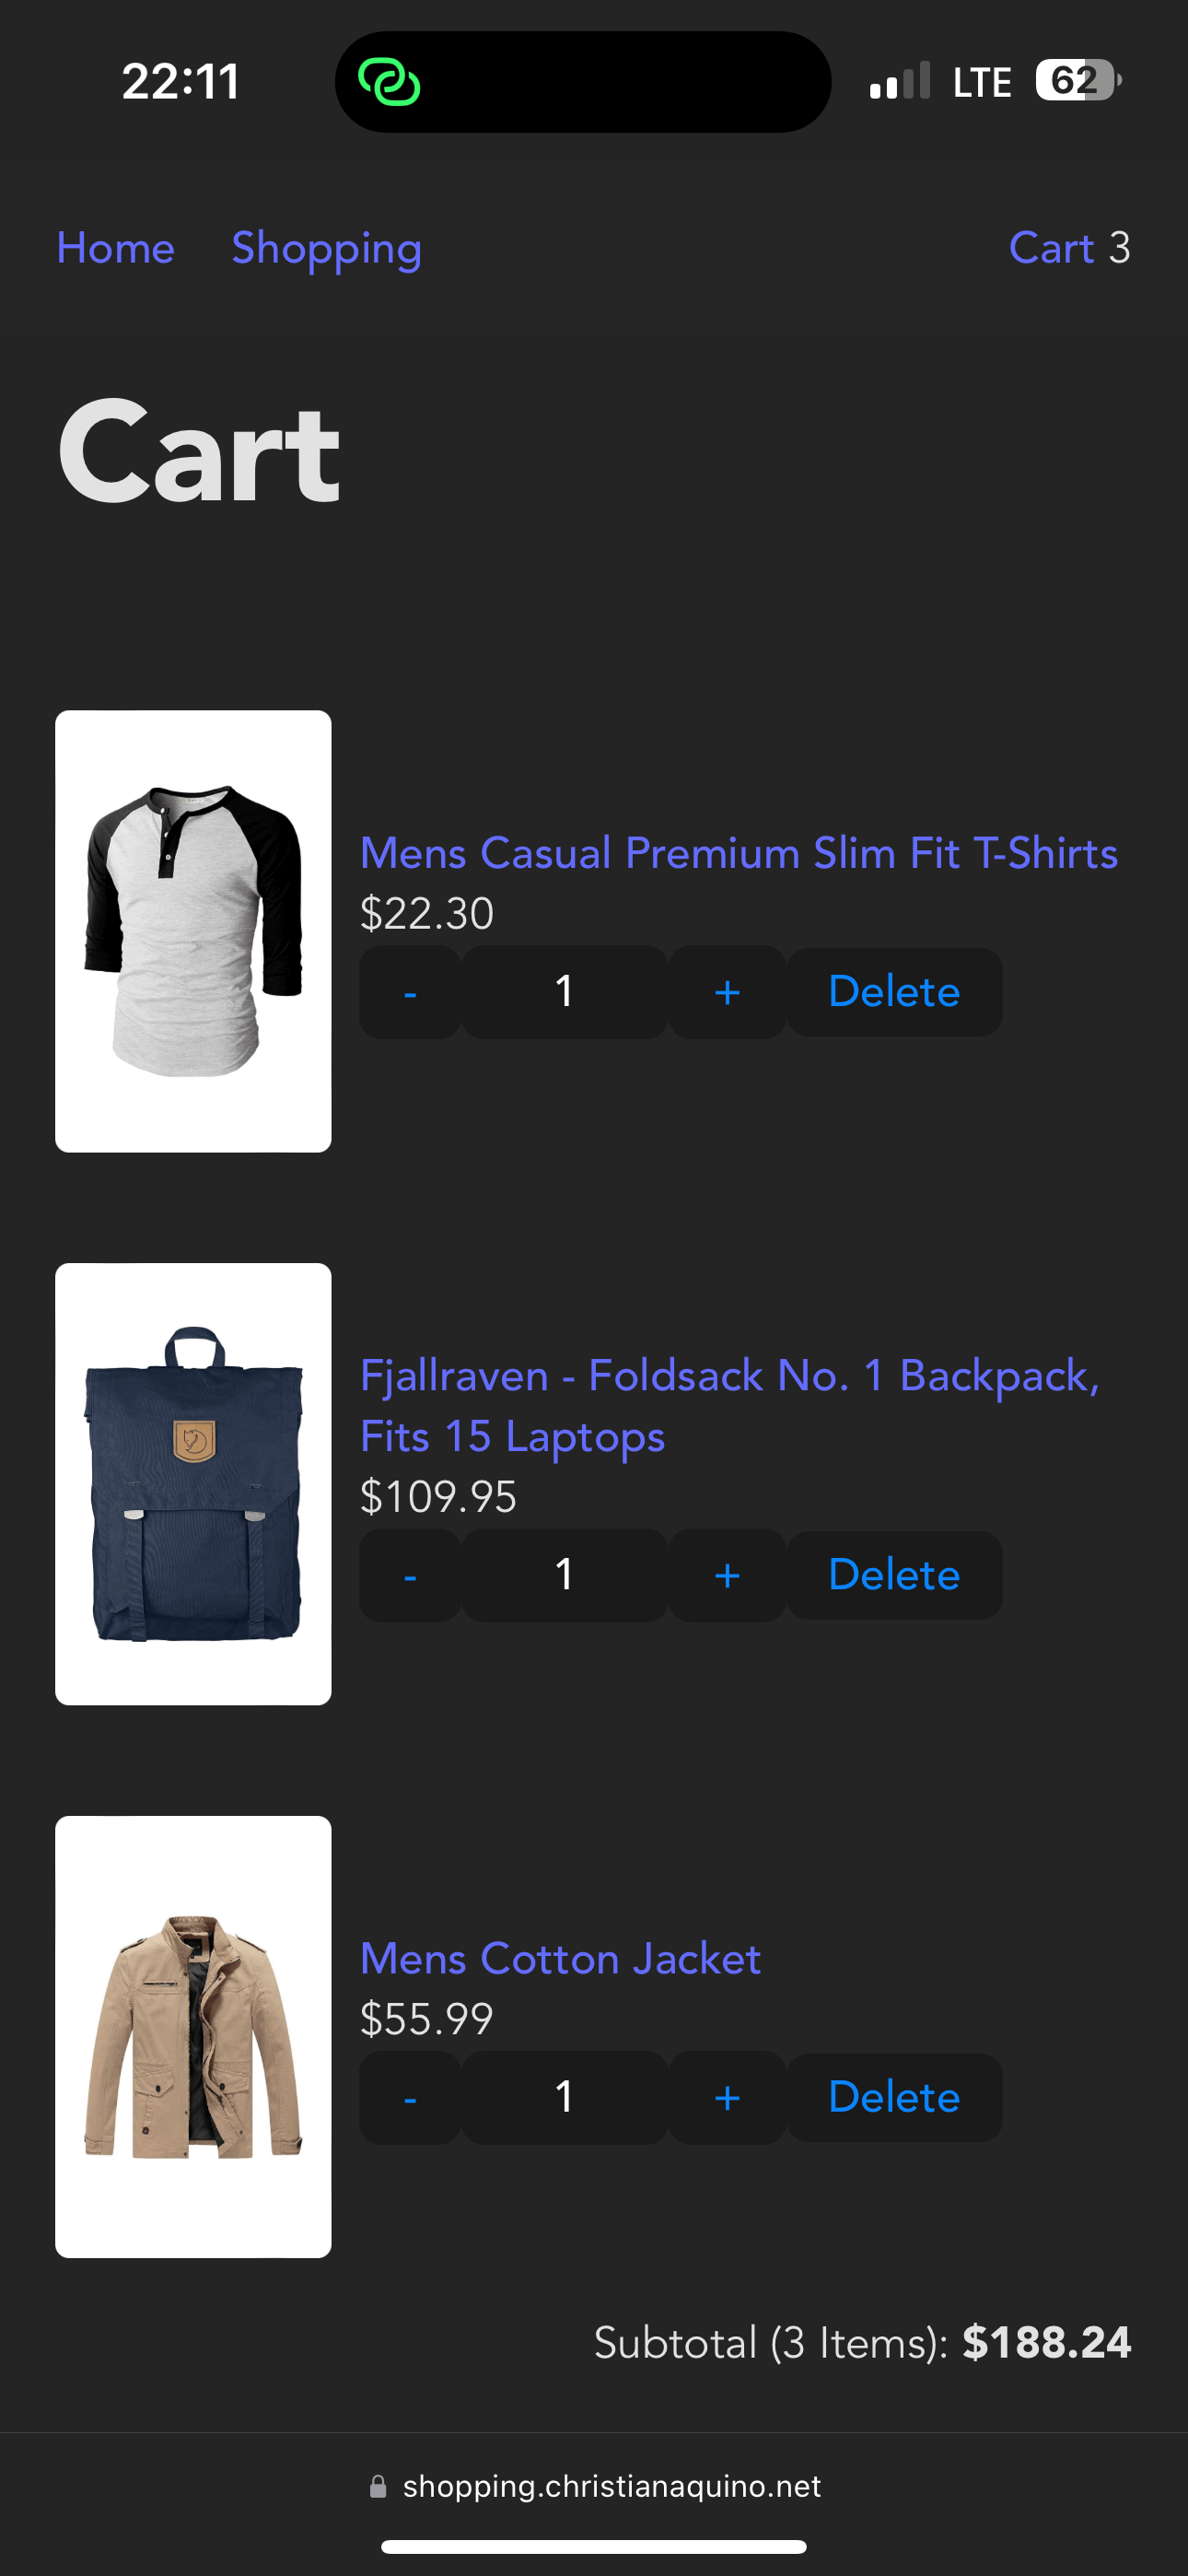 22:11 LTE 62
Home Shopping Cart 3
Cart
Mens Casual Premium Slim Fit T-Shirts
$22.30
- 1 + Delete
Fjallraven - Foldsack No. 1 Backpack,
Fits 15 Laptops
$109.95
- 1 + Delete
Mens Cotton Jacket
$55.99
- 1 + Delete
Subtotal (3 Items): $188.24
shopping.christianaquino.net